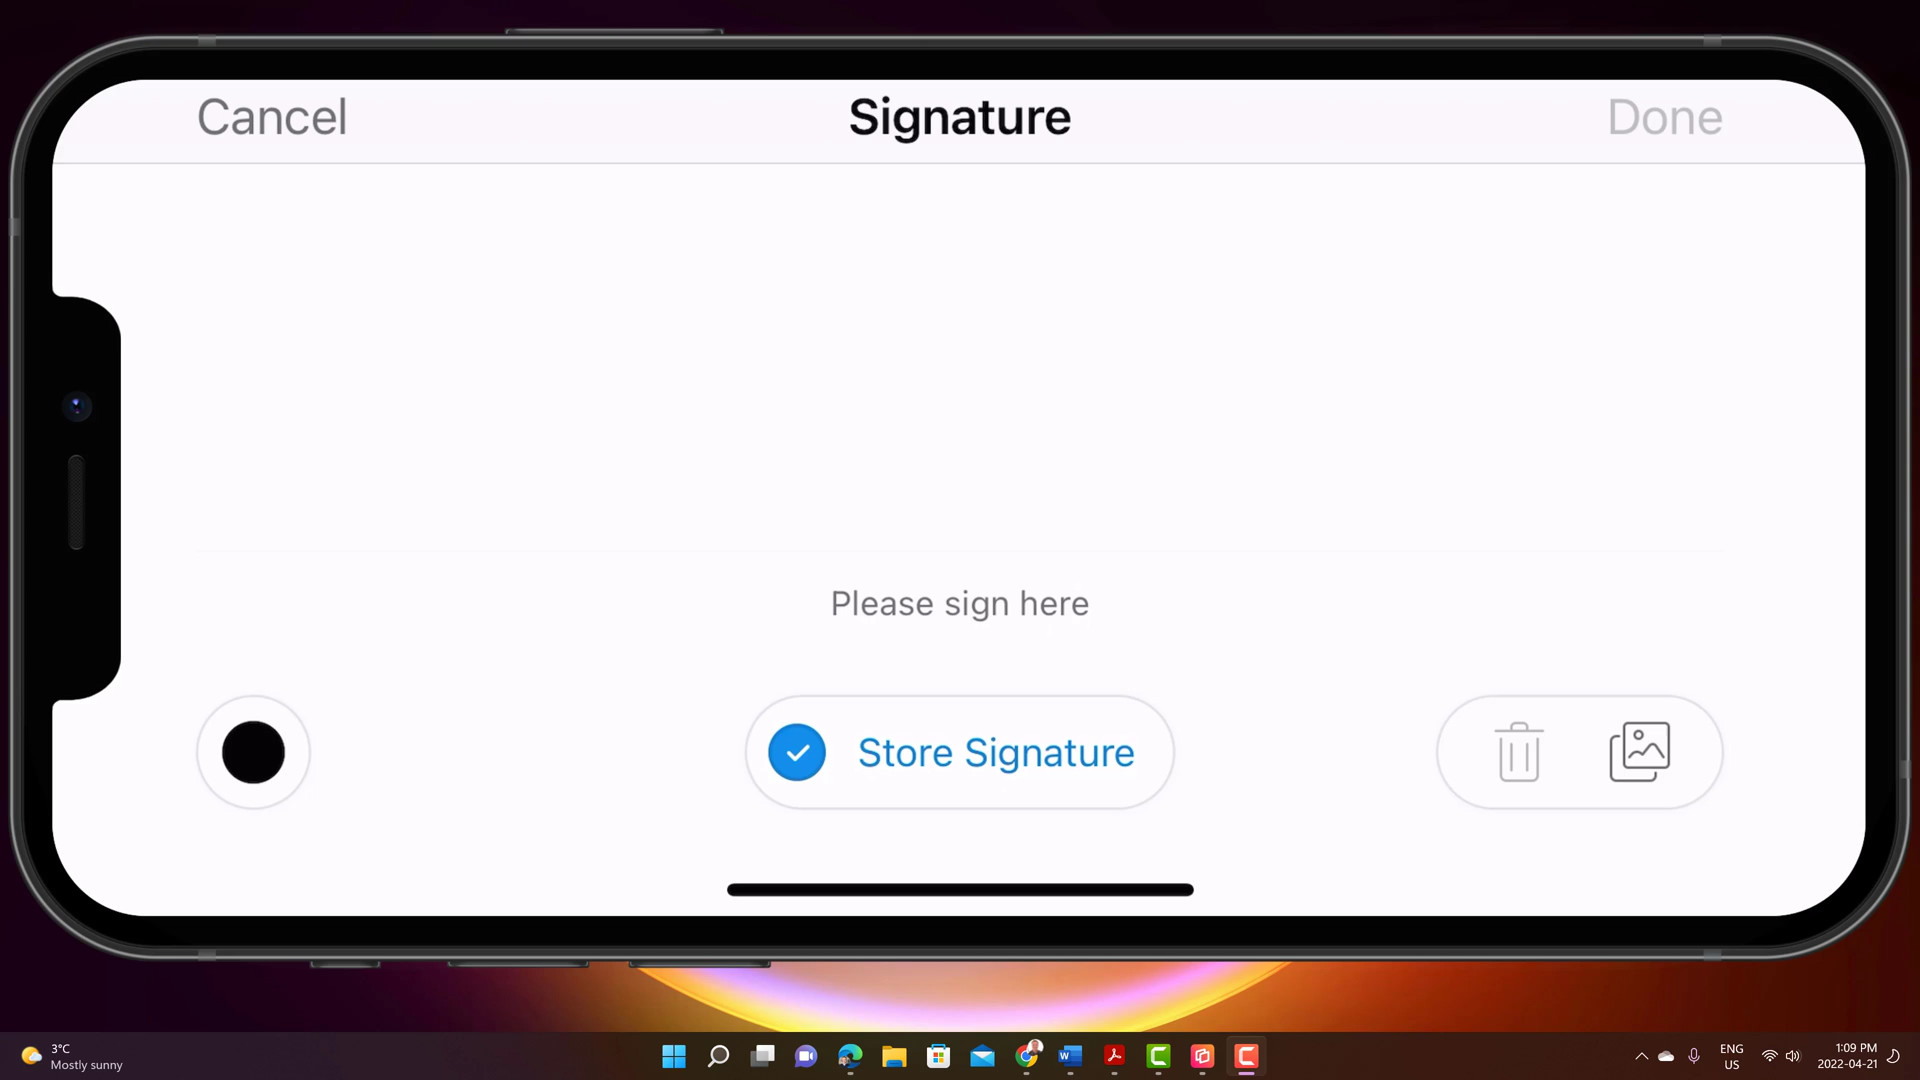 Cancel
Signature
Done
Please sign here
Store Signature
3°C
Mostly sunny
ENG
US
1:09 PM
2022-04-21